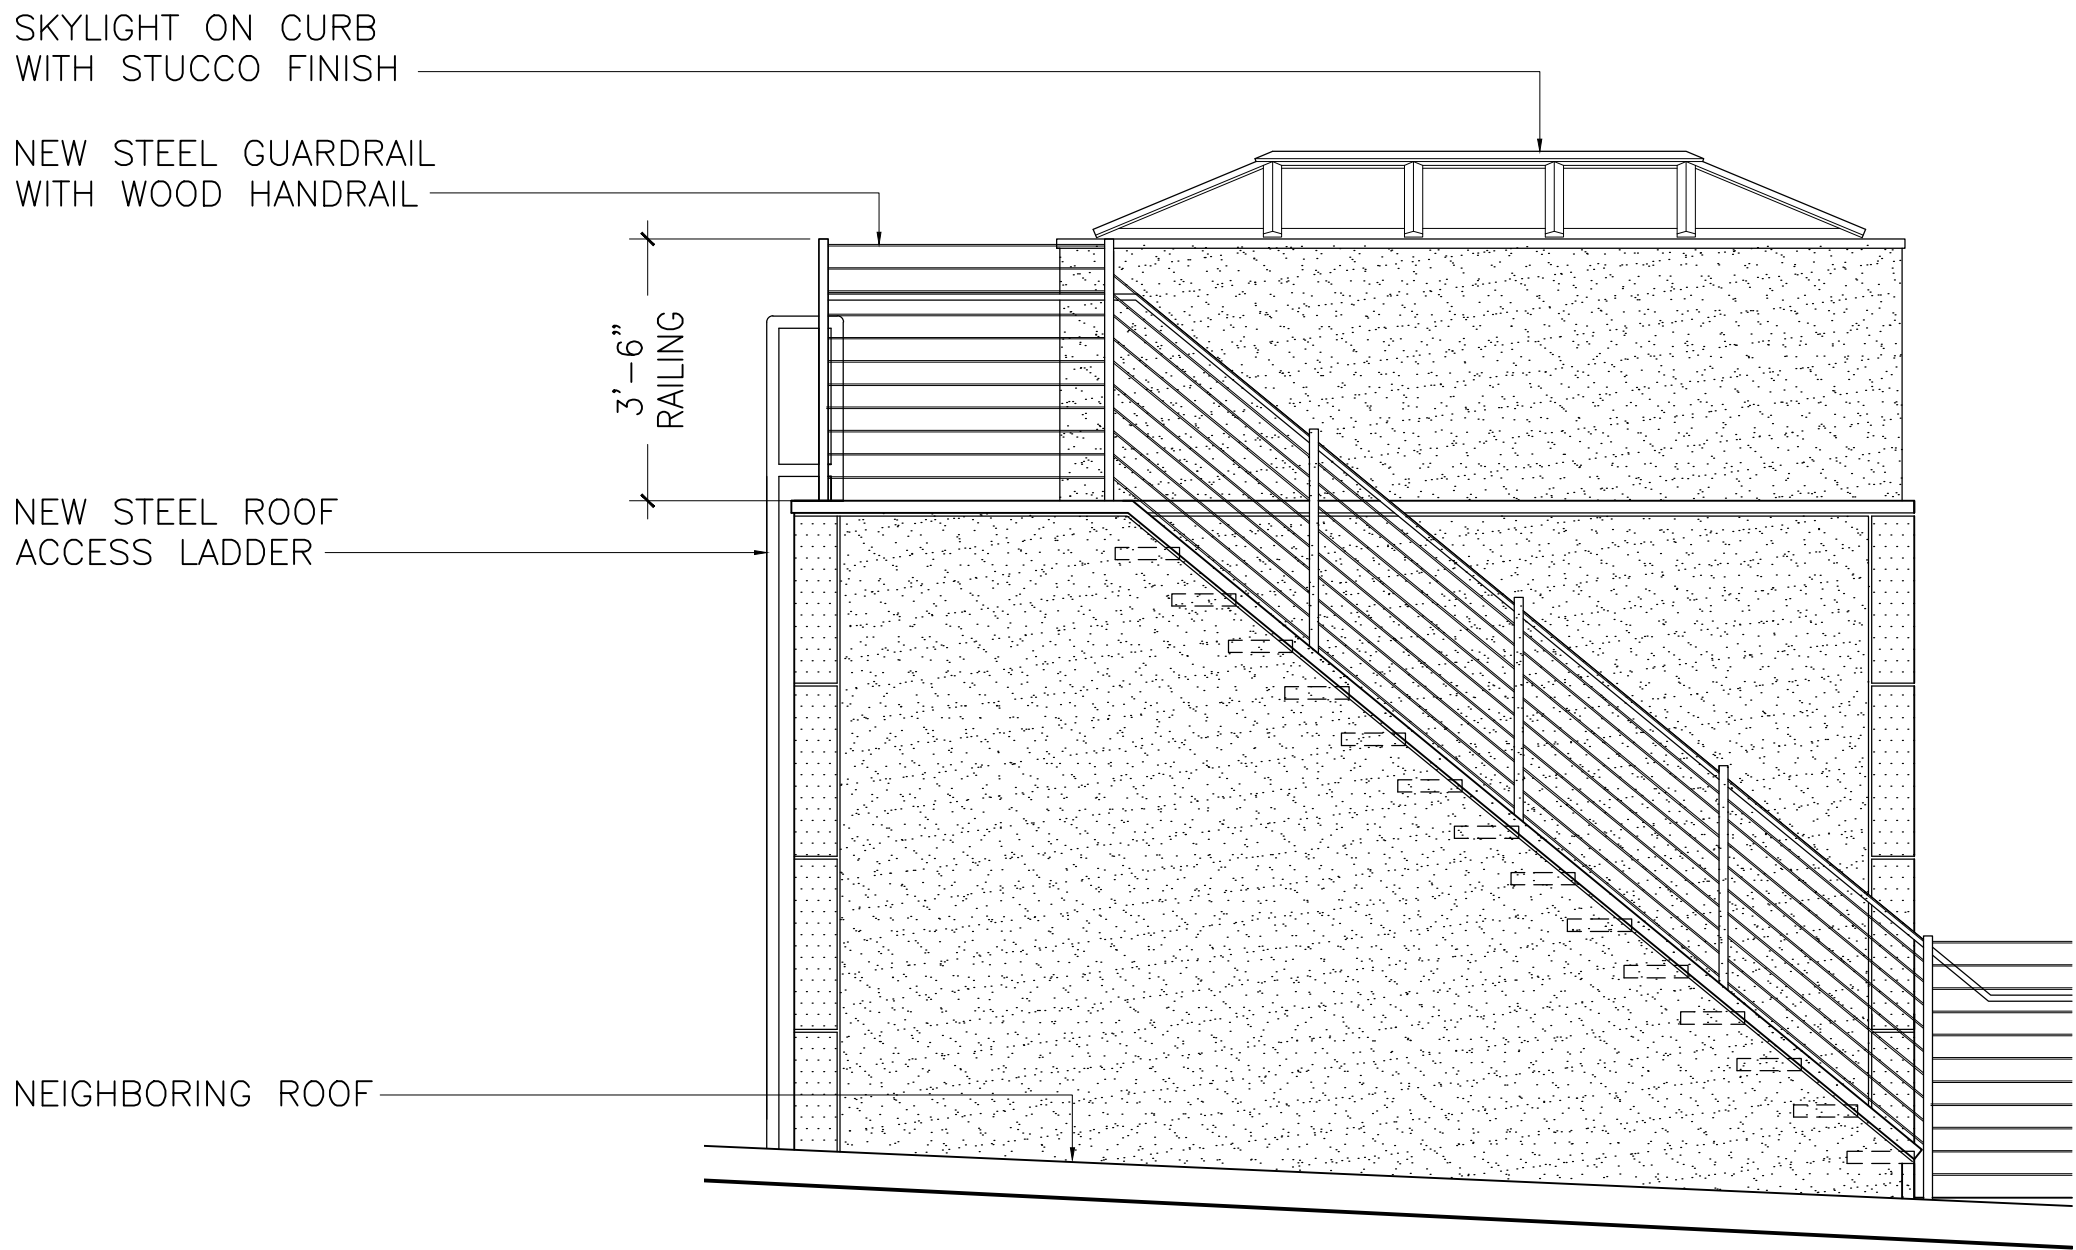 SKYLIGHT ON CURB
WITH STUCCO FINISH
NEW STEEL GUARDRAIL
WITH WOOD HANDRAIL
3'-6"
RAILING
NEW STEEL ROOF
ACCESS LADDER
NEIGHBORING ROOF